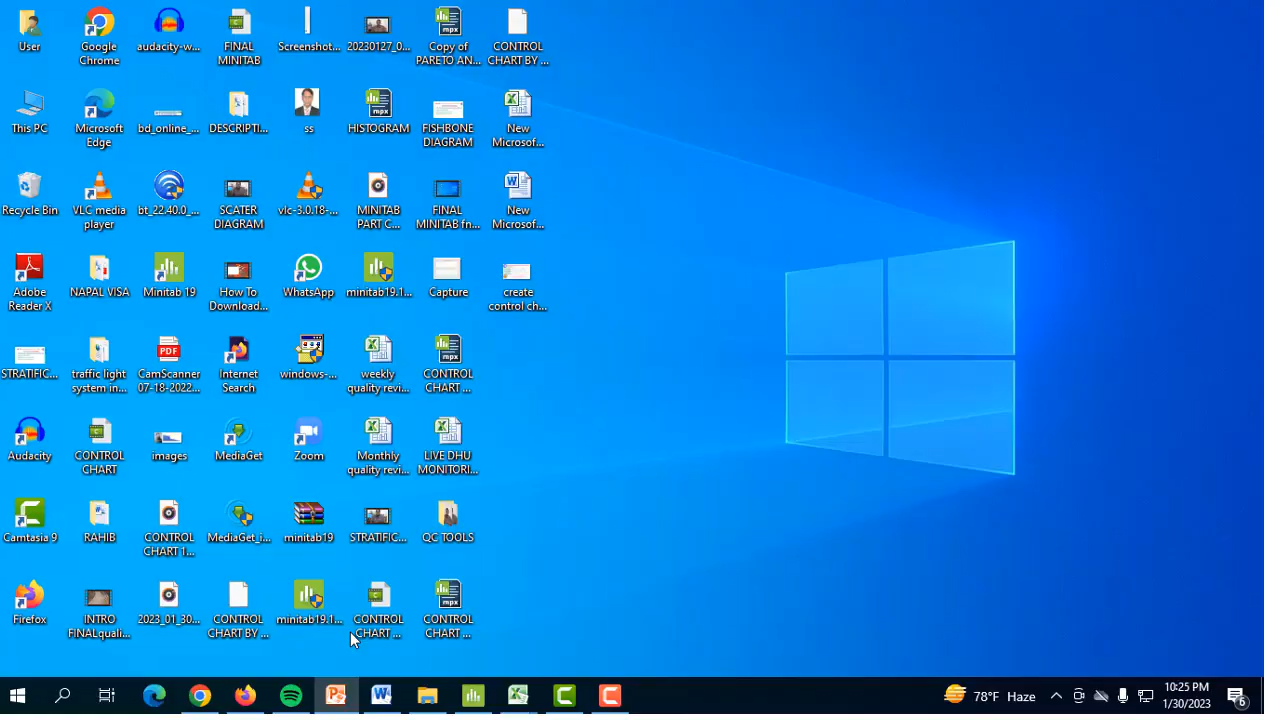 User
Google
Chrome
audacity-w...
FINAL
MINITAB
Screenshot...
20230127_0...
Copy of
PARETO AN...
CONTROL
CHART BY ...
This PC
Microsoft
Edge
bd_online_...
DESCRIPTI...
ss
HISTOGRAM
FISHBONE
DIAGRAM
New
Microsof...
Recycle Bin
VLC media
player
bt_22.40.0_...
SCATER
DIAGRAM
vlc-3.0.18-...
MINITAB
PART C...
FINAL
MINITAB fn...
New
Microsof...
Adobe
Reader X
NAPAL VISA
Minitab 19
How To
Download...
WhatsApp
minitab19.1...
Capture
create
control ch...
STRATIFIC...
traffic light
system in...
CamScanner
07-18-2022...
Internet
Search
windows-...
weekly
quality revi...
CONTROL
CHART ...
Audacity
CONTROL
CHART
images
MediaGet
Zoom
Monthly
quality revi...
LIVE DHU
MONITORI...
Camtasia 9
RAHIB
CONTROL
CHART 1...
MediaGet_i...
minitab19
STRATIFIC...
QC TOOLS
Firefox
INTRO
FINALquali...
2023_01_30...
CONTROL
CHART BY ...
minitab19.1...
CONTROL
CHART ...
CONTROL
CHART ...
78°F Haze
10:25 PM
1/30/2023
6